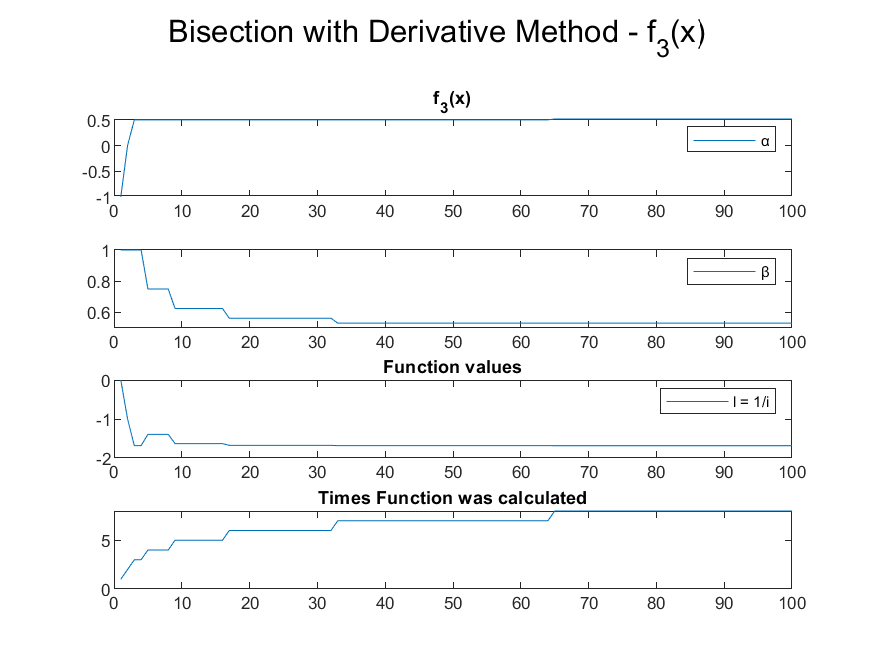 Bisection with Derivative Method - f₃(x)
f₃(x)
0.5
0
-0.5
-1
α
0 10 20 30 40 50 60 70 80 90 100
1
0.8
0.6
β
0 10 20 30 40 50 60 70 80 90 100
Function values
0
-1
-2
l = 1/i
0 10 20 30 40 50 60 70 80 90 100
Times Function was calculated
5
0
0 10 20 30 40 50 60 70 80 90 100